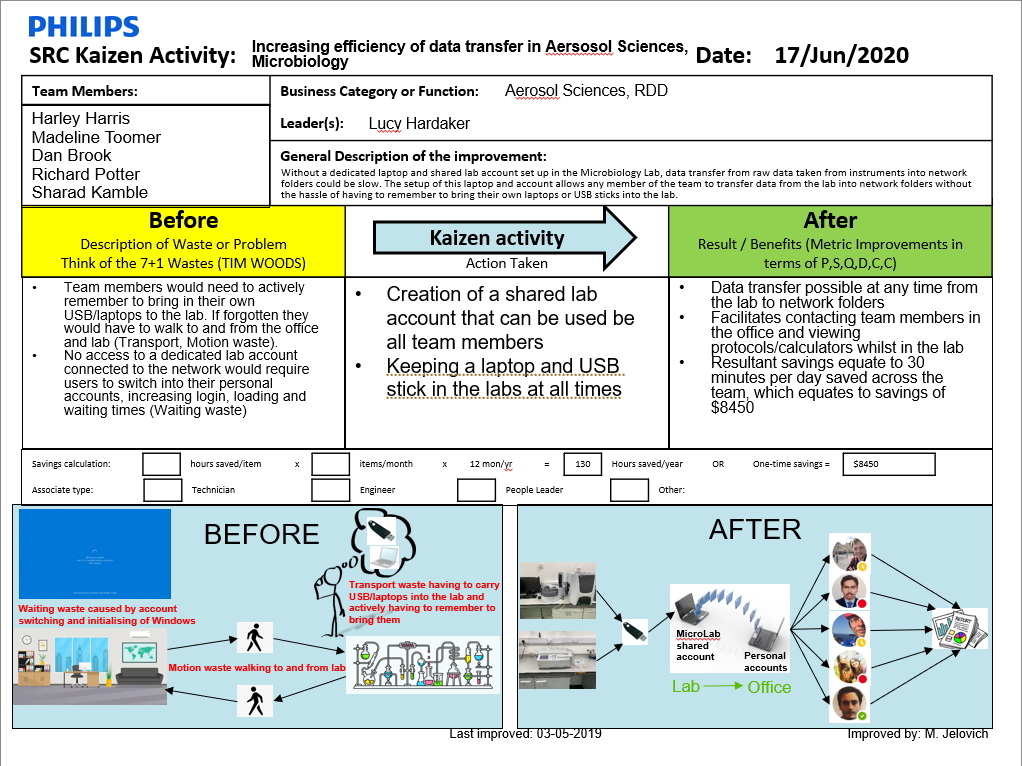 PHILIPS
SRC Kaizen Activity:
Increasing efficiency of data transfer in Aersosol Sciences,
Microbiology
Date: 17/Jun/2020
Team Members:
Harley Harris
Madeline Toomer
Dan Brook
Richard Potter
Sharad Kamble
Business Category or Function: Aerosol Sciences, RDD
Leader(s): Lucy Hardaker
General Description of the improvement:
Without a dedicated laptop and shared lab account set up in the Microbiology Lab, data transfer from raw data taken from instruments into network
folders could be slow. The setup of this laptop and account allows any member of the team to transfer data from the lab into network folders without
the hassle of having to remember to bring their own laptops or USB sticks into the lab.
Before
Description of Waste or Problem
Think of the 7+1 Wastes (TIM WOODS)
Kaizen activity
Action Taken
After
Result / Benefits (Metric Improvements in
terms of P,S,Q,D,C,C)
• Team members would need to actively
remember to bring in their own
USB/laptops to the lab. If forgotten they
would have to walk to and from the office
and lab (Transport, Motion waste).
• No access to a dedicated lab account
connected to the network would require
users to switch into their personal
accounts, increasing login, loading and
waiting times (Waiting waste)
• Creation of a shared lab
account that can be used be
all team members
• Keeping a laptop and USB
stick in the labs at all times
• Data transfer possible at any time from
the lab to network folders
• Facilitates contacting team members in
the office and viewing
protocols/calculators whilst in the lab
• Resultant savings equate to 30
minutes per day saved across the
team, which equates to savings of
$8450
Savings calculation: hours saved/item x items/month x 12 mon/yr = 130 Hours saved/year OR One-time savings = $8450
Associate type: Technician Engineer People Leader Other:
BEFORE
Waiting waste caused by account
switching and initialising of Windows
Transport waste having to carry
USB/laptops into the lab and
actively having to remember to
bring them
Motion waste walking to and from lab
AFTER
MicroLab
shared
account
Personal
accounts
Lab
Office
REPORT
Last improved: 03-05-2019
Improved by: M. Jelovich